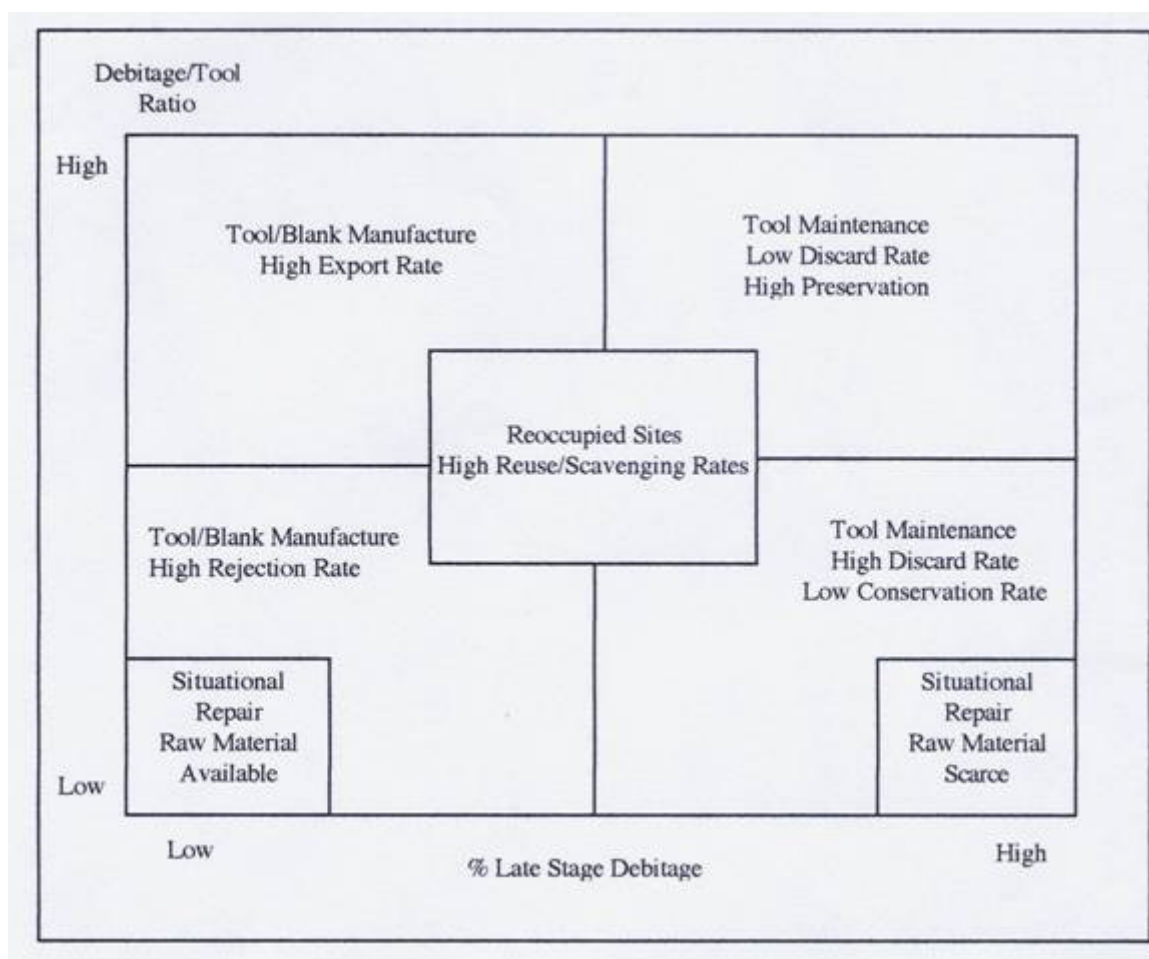 Debitage/Tool
Ratio
High
Tool/Blank Manufacture
High Export Rate
Tool Maintenance
Low Discard Rate
High Preservation
Reoccupied Sites
High Reuse/Scavenging Rates
Tool/Blank Manufacture
High Rejection Rate
Tool Maintenance
High Discard Rate
Low Conservation Rate
Situational
Repair
Raw Material
Available
Situational
Repair
Raw Material
Scarce
Low
Low
% Late Stage Debitage
High